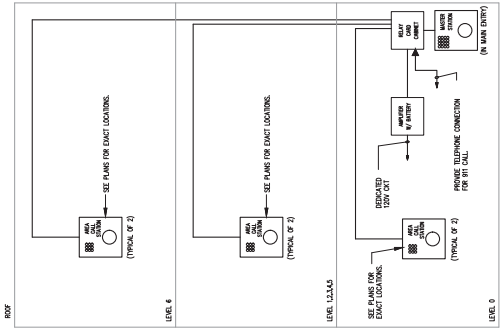 ROOF
AREA
CALL
STATION
(TYPICAL OF 2)
SEE PLANS FOR EXACT LOCATIONS.
LEVEL 6
AREA
CALL
STATION
(TYPICAL OF 2)
SEE PLANS FOR EXACT LOCATIONS.
LEVEL 1,2,3,4,5
SEE PLANS FOR
EXACT LOCATIONS.
AREA
CALL
STATION
(TYPICAL OF 2)
DEDICATED
120V CKT
AMPLIFIER
W/ BATTERY
PROVIDE TELEPHONE CONNECTION
FOR 911 CALL.
RELAY
CARD
CABINET
MASTER
STATION
(IN MAIN ENTRY)
LEVEL 0